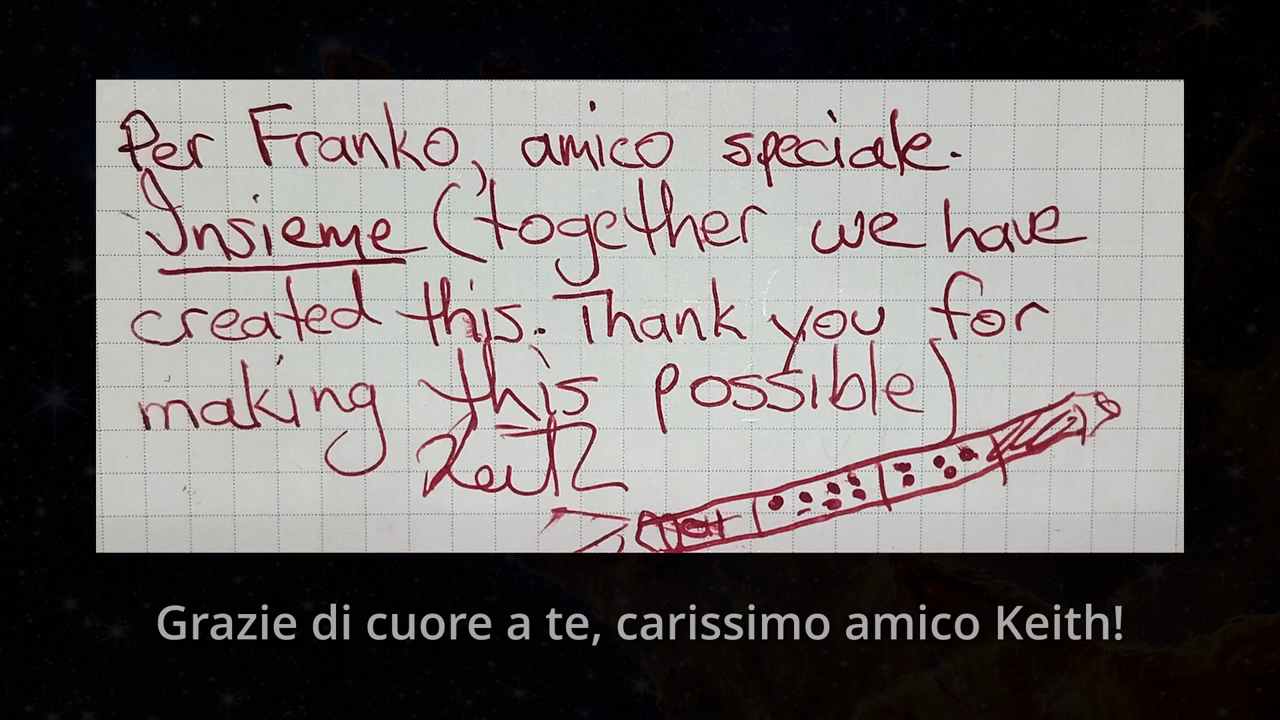 Per Franko, amico speciale.
Insieme (together we have
created this. Thank you for
making this possible)
Keith
Grazie di cuore a te, carissimo amico Keith!